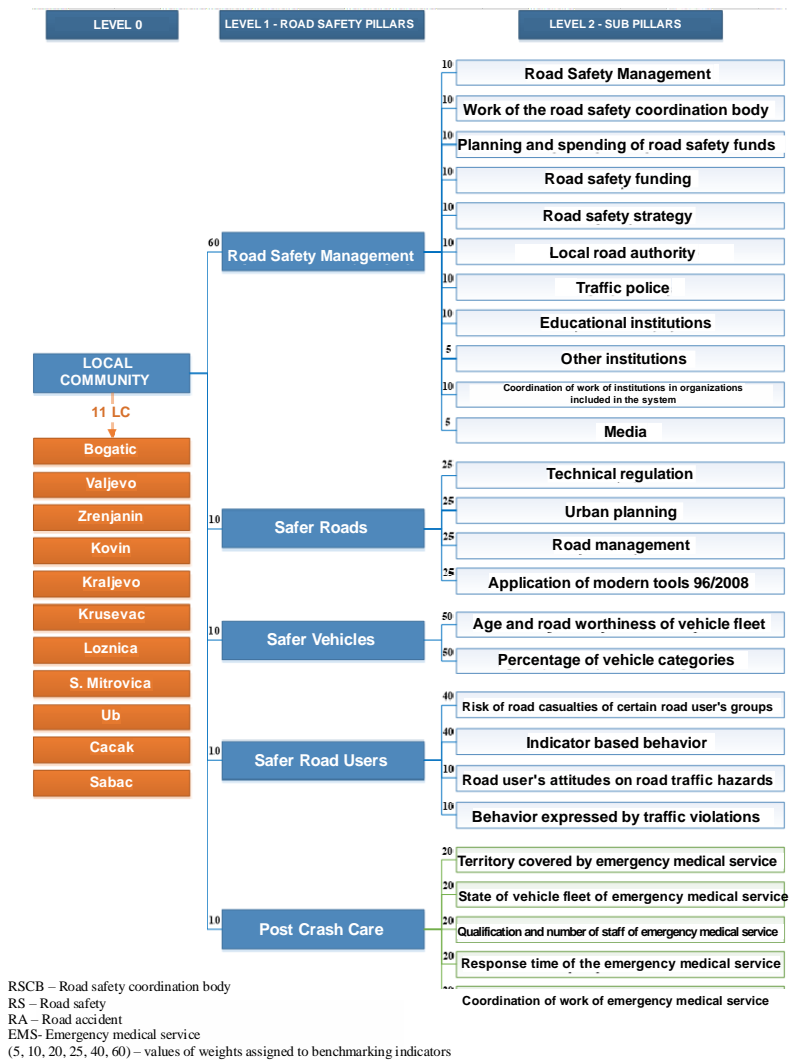 LEVEL 0
LEVEL 1 - ROAD SAFETY PILLARS
LEVEL 2 - SUB PILLARS
LOCAL
COMMUNITY
11 LC
Bogatic
Valjevo
Zrenjanin
Kovin
Kraljevo
Krusevac
Loznica
S. Mitrovica
Ub
Cacak
Sabac
60
Road Safety Management
10
Road Safety Management
10
Work of the road safety coordination body
10
Planning and spending of road safety funds
10
Road safety funding
10
Road safety strategy
10
Local road authority
10
Traffic police
10
Educational institutions
5
Other institutions
10
Coordination of work of institutions in organizations
included in the system
5
Media
10
Safer Roads
25
Technical regulation
25
Urban planning
25
Road management
25
Application of modern tools 96/2008
10
Safer Vehicles
50
Age and road worthiness of vehicle fleet
50
Percentage of vehicle categories
10
Safer Road Users
40
Risk of road casualties of certain road user's groups
40
Indicator based behavior
10
Road user's attitudes on road traffic hazards
10
Behavior expressed by traffic violations
10
Post Crash Care
20
Territory covered by emergency medical service
20
State of vehicle fleet of emergency medical service
20
Qualification and number of staff of emergency medical service
20
Response time of the emergency medical service
20
Coordination of work of emergency medical service
RSCB – Road safety coordination body
RS – Road safety
RA – Road accident
EMS- Emergency medical service
(5, 10, 20, 25, 40, 60) – values of weights assigned to benchmarking indicators